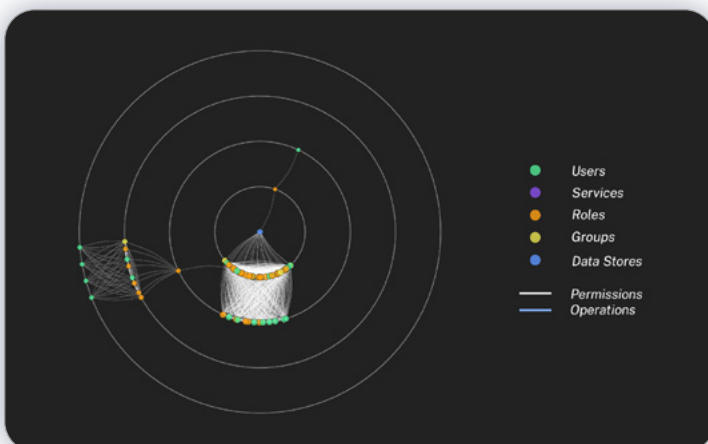 Users
Services
Roles
Groups
Data Stores
Permissions
Operations